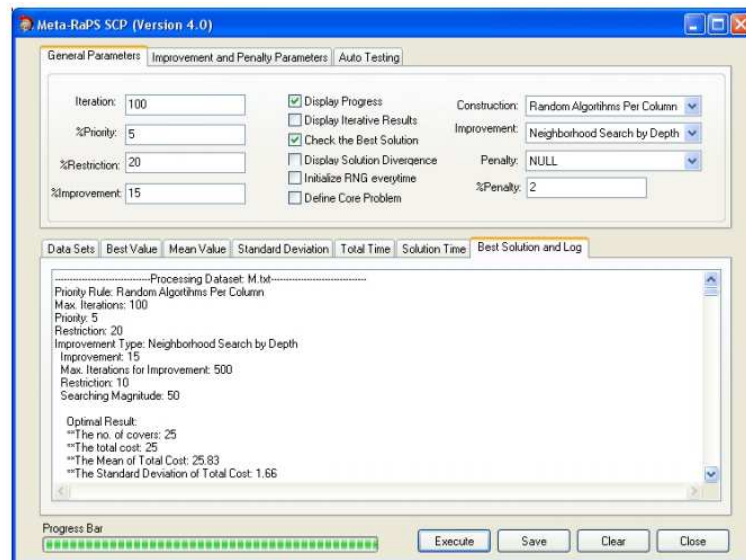 Meta-RaPS SCP (Version 4.0)
General Parameters Improvement and Penalty Parameters Auto Testing
Iteration: 100
%Priority: 5
%Restriction: 20
%Improvement: 15
Display Progress
Display Iterative Results
Check the Best Solution
Display Solution Divergence
Initialize RNG everytime
Define Core Problem
Construction: Random Algortihms Per Column
Improvement: Neighborhood Search by Depth
Penalty: NULL
%Penalty: 2
Data Sets Best Value Mean Value Standard Deviation Total Time Solution Time Best Solution and Log
-------------------------------Processing Dataset: M.txt-------------------------------
Priority Rule: Random Algortihms Per Column
Max. Iterations: 100
Priority: 5
Restriction: 20
Improvement Type: Neighborhood Search by Depth
Improvement: 15
Max. Iterations for Improvement: 500
Restriction: 10
Searching Magnitude: 50
Optimal Result:
**The no. of covers: 25
**The total cost: 25
**The Mean of Total Cost: 25.83
**The Standard Deviation of Total Cost: 1.66
Progress Bar
Execute Save Clear Close